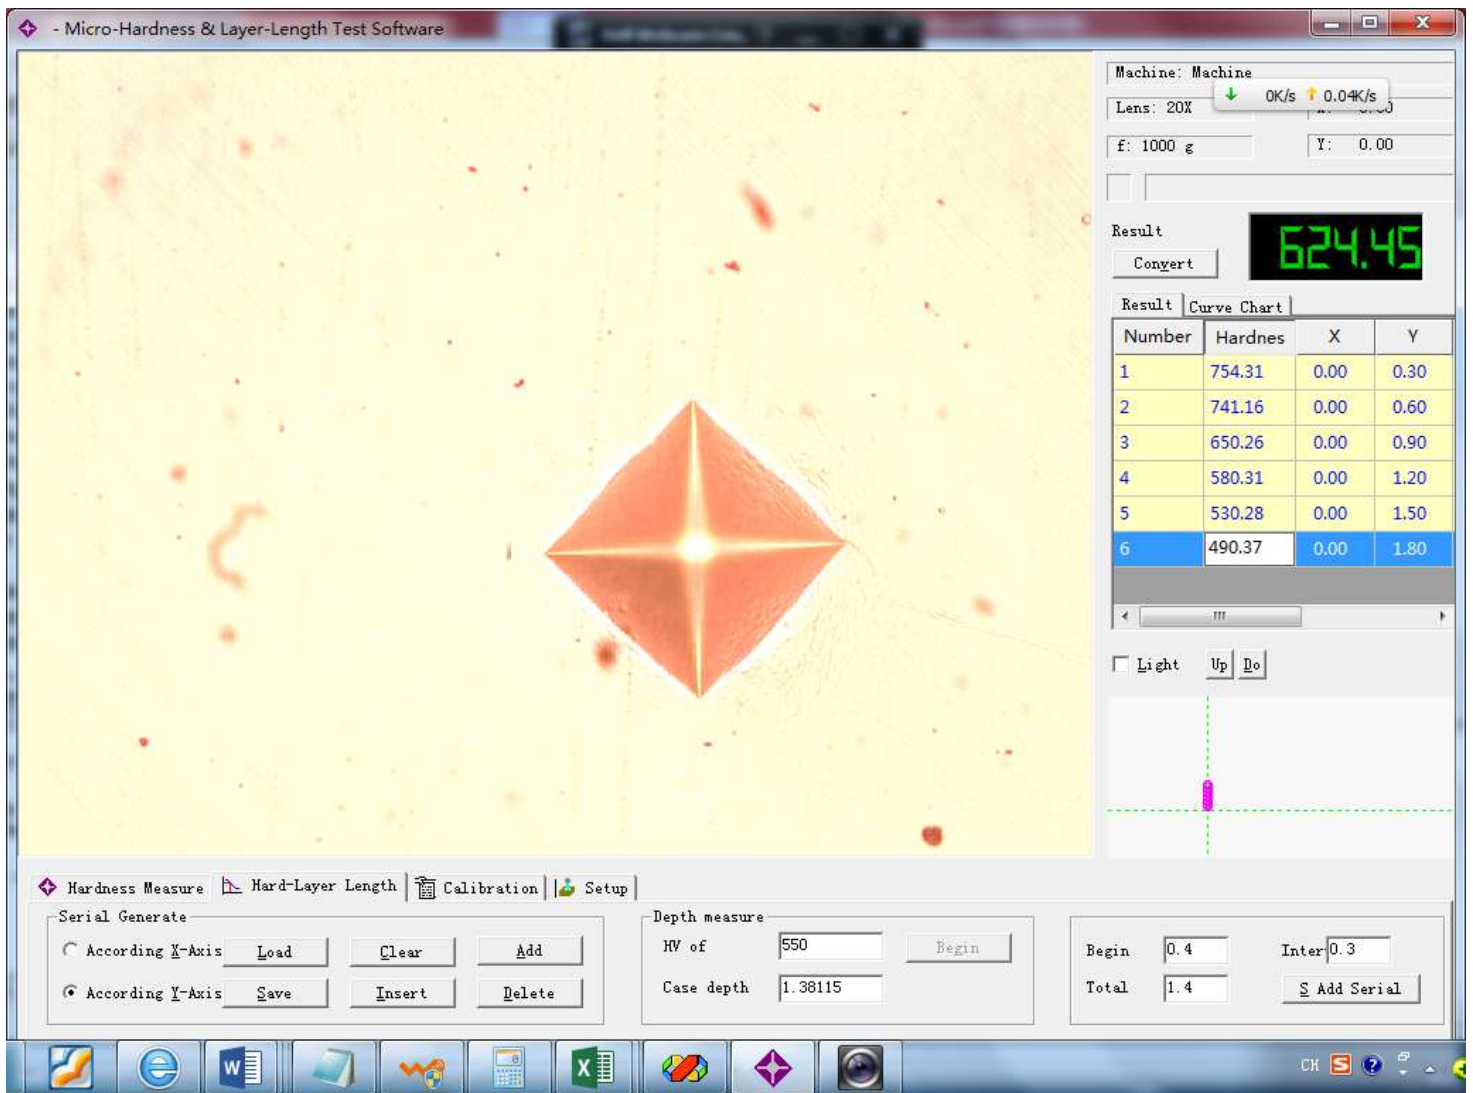 - Micro-Hardness & Layer-Length Test Software
Machine: Machine
0K/s 0.04K/s
Lens: 20X
f: 1000 g
Y: 0.00
Result
624.45
Convert
Result Curve Chart
Number Hardnes X Y
1 754.31 0.00 0.30
2 741.16 0.00 0.60
3 650.26 0.00 0.90
4 580.31 0.00 1.20
5 530.28 0.00 1.50
6 490.37 0.00 1.80
Light Up Do
Hardness Measure Hard-Layer Length Calibration Setup
Serial Generate
According X-Axis Load Clear Add
According Y-Axis Save Insert Delete
Depth measure
HV of 550 Begin
Case depth 1.38115
Begin 0.4 Inter 0.3
Total 1.4 S Add Serial
CH